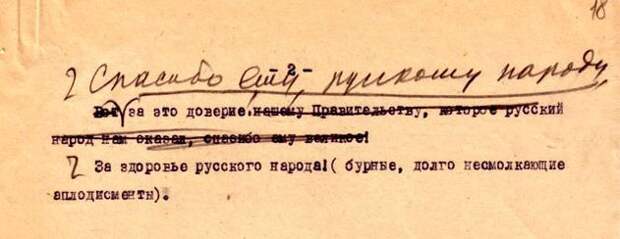 18
Спасибо ему, русскому народу,
-2-
Вот за это доверие нашему Правительству, которое русский
народ нам оказал, спасибо ему великое!
За здоровье русского народа!( бурные, долго несмолкающие
аплодисменты).